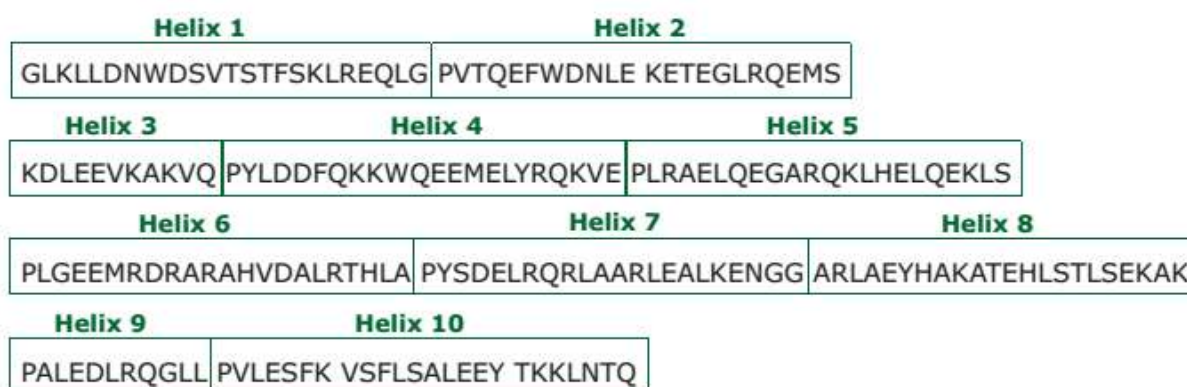 Helix 1 Helix 2
GLKLLDNWDSVTSTFSKLREQLG PVTQEFWDNLE KETEGLRQEMS
Helix 3 Helix 4 Helix 5
KDLEEVKAKVQ PYLDDFQKKWQEEMELYRQKVE PLRAELQEGARQKLHELQEKLS
Helix 6 Helix 7 Helix 8
PLGEEMRDRARAHVDALRTHLA PYSDELRQRLAARLEALKENGG ARLAEYHAKATEHLSTLSEKAK
Helix 9 Helix 10
PALEDLRQGLL PVLESFK VSFLSALEEY TKKLNTQ